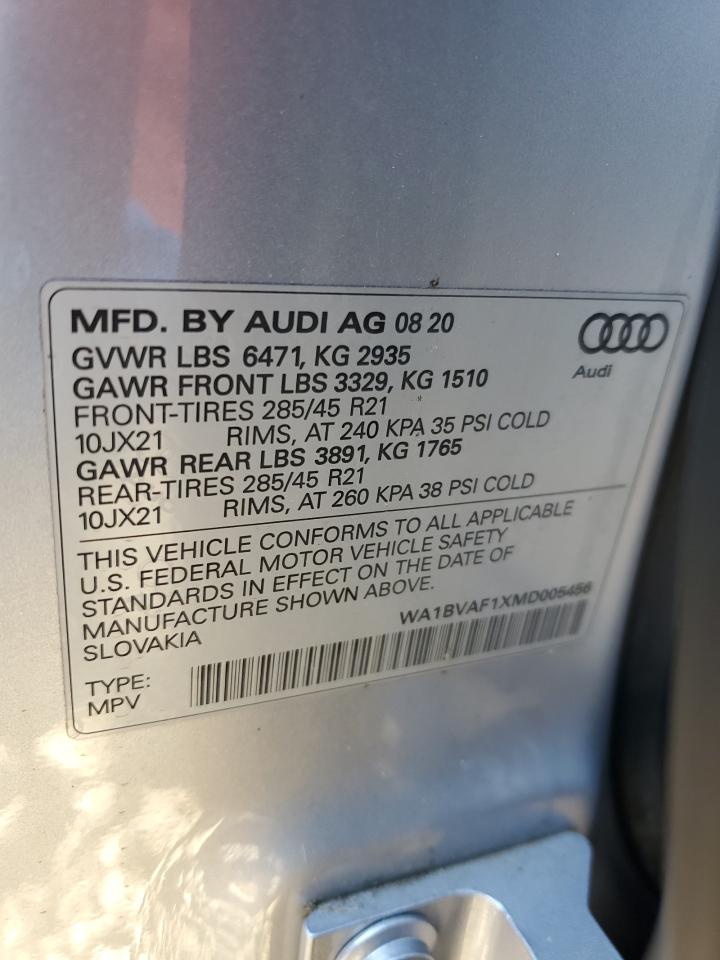 MFD. BY AUDI AG 08 20
Audi
GVWR LBS 6471, KG 2935
GAWR FRONT LBS 3329, KG 1510
FRONT-TIRES 285/45 R21
10JX21 RIMS, AT 240 KPA 35 PSI COLD
GAWR REAR LBS 3891, KG 1765
REAR-TIRES 285/45 R21
10JX21 RIMS, AT 260 KPA 38 PSI COLD
THIS VEHICLE CONFORMS TO ALL APPLICABLE
U.S. FEDERAL MOTOR VEHICLE SAFETY
STANDARDS IN EFFECT ON THE DATE OF
MANUFACTURE SHOWN ABOVE.
SLOVAKIA
WA1BVAF1XMD005456
TYPE:
MPV